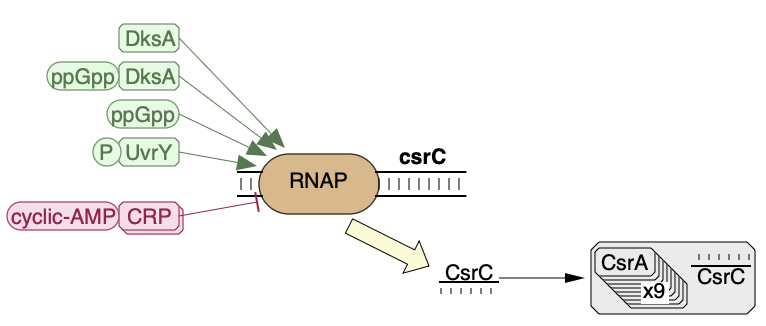 DksA
ppGpp DksA
ppGpp
P UvrY
cyclic-AMP CRP
RNAP
csrC
CsrC
CsrA
x9
CsrC